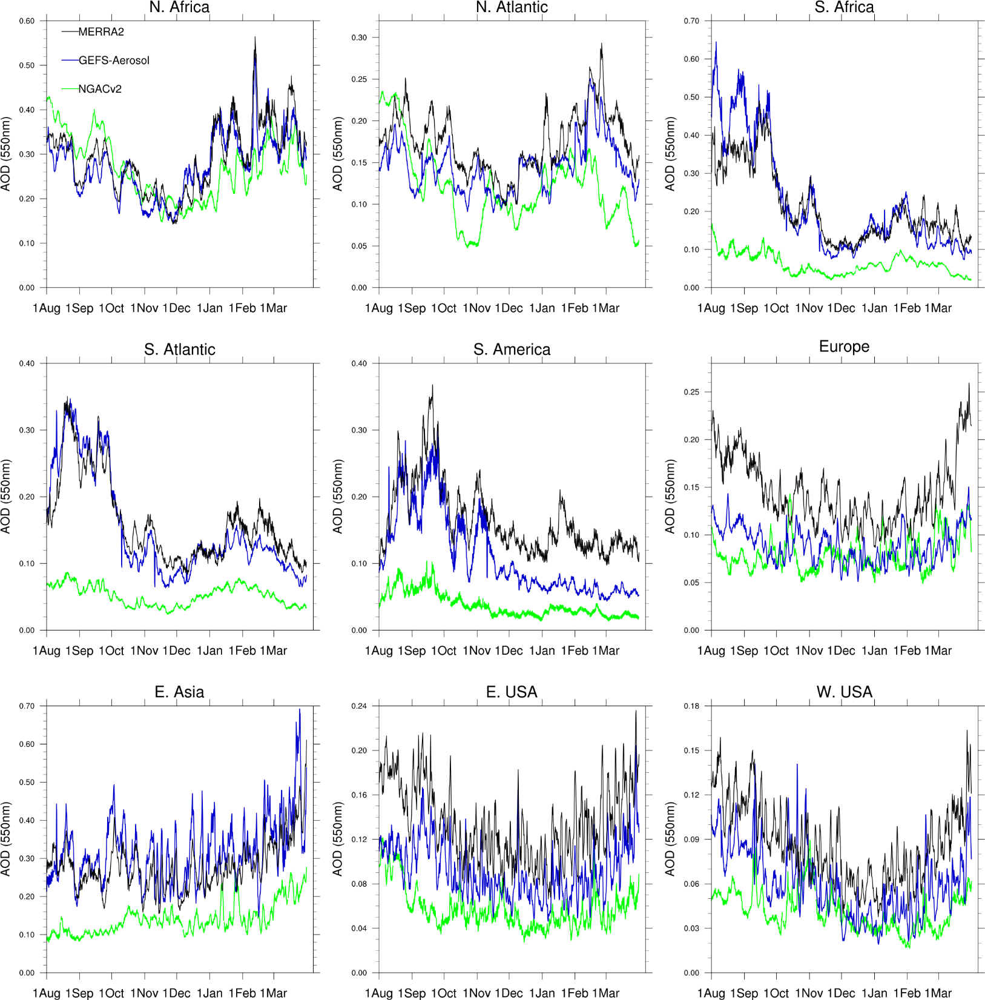 N. Africa
N. Atlantic
S. Africa
MERRA2
GEFS-Aerosol
NGACv2
AOD (550nm)
0.60
0.50
0.40
0.30
0.20
0.10
0.00
1Aug 1Sep 1Oct 1Nov 1Dec 1Jan 1Feb 1Mar
AOD (550nm)
0.30
0.25
0.20
0.15
0.10
0.05
0.00
1Aug 1Sep 1Oct 1Nov 1Dec 1Jan 1Feb 1Mar
AOD (550nm)
0.70
0.60
0.50
0.40
0.30
0.20
0.10
0.00
1Aug 1Sep 1Oct 1Nov 1Dec 1Jan 1Feb 1Mar
S. Atlantic
S. America
Europe
AOD (550nm)
0.40
0.30
0.20
0.10
0.00
1Aug 1Sep 1Oct 1Nov 1Dec 1Jan 1Feb 1Mar
AOD (550nm)
0.40
0.30
0.20
0.10
0.00
1Aug 1Sep 1Oct 1Nov 1Dec 1Jan 1Feb 1Mar
AOD (550nm)
0.25
0.20
0.15
0.10
0.05
0.00
1Aug 1Sep 1Oct 1Nov 1Dec 1Jan 1Feb 1Mar
E. Asia
E. USA
W. USA
AOD (550nm)
0.70
0.60
0.50
0.40
0.30
0.20
0.10
0.00
1Aug 1Sep 1Oct 1Nov 1Dec 1Jan 1Feb 1Mar
AOD (550nm)
0.24
0.20
0.16
0.12
0.08
0.04
0.00
1Aug 1Sep 1Oct 1Nov 1Dec 1Jan 1Feb 1Mar
AOD (550nm)
0.18
0.15
0.12
0.09
0.06
0.03
0.00
1Aug 1Sep 1Oct 1Nov 1Dec 1Jan 1Feb 1Mar